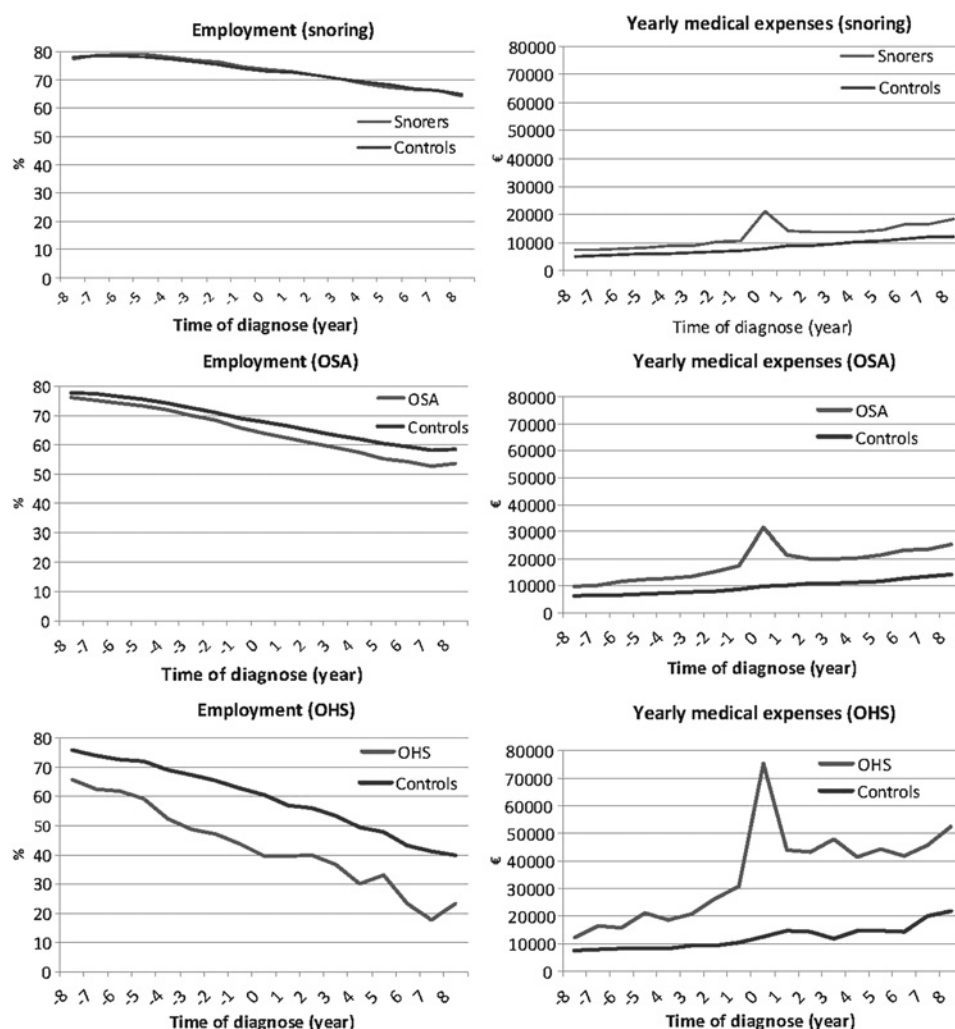 Employment (snoring)
80
70
60
50
40
30
20
10
0
%
Snorers
Controls
-8 -7 -6 -5 -4 -3 -2 -1 0 1 2 3 4 5 6 7 8
Time of diagnose (year)
Yearly medical expenses (snoring)
80000
70000
60000
50000
40000
30000
20000
10000
0
€
Snorers
Controls
-8 -7 -6 -5 -4 -3 -2 -1 0 1 2 3 4 5 6 7 8
Time of diagnose (year)
Employment (OSA)
80
70
60
50
40
30
20
10
0
%
OSA
Controls
-8 -7 -6 -5 -4 -3 -2 -1 0 1 2 3 4 5 6 7 8
Time of diagnose (year)
Yearly medical expenses (OSA)
80000
70000
60000
50000
40000
30000
20000
10000
0
€
OSA
Controls
-8 -7 -6 -5 -4 -3 -2 -1 0 1 2 3 4 5 6 7 8
Time of diagnose (year)
Employment (OHS)
80
70
60
50
40
30
20
10
0
%
OHS
Controls
-8 -7 -6 -5 -4 -3 -2 -1 0 1 2 3 4 5 6 7 8
Time of diagnose (year)
Yearly medical expenses (OHS)
80000
70000
60000
50000
40000
30000
20000
10000
0
€
OHS
Controls
-8 -7 -6 -5 -4 -3 -2 -1 0 1 2 3 4 5 6 7 8
Time of diagnose (year)